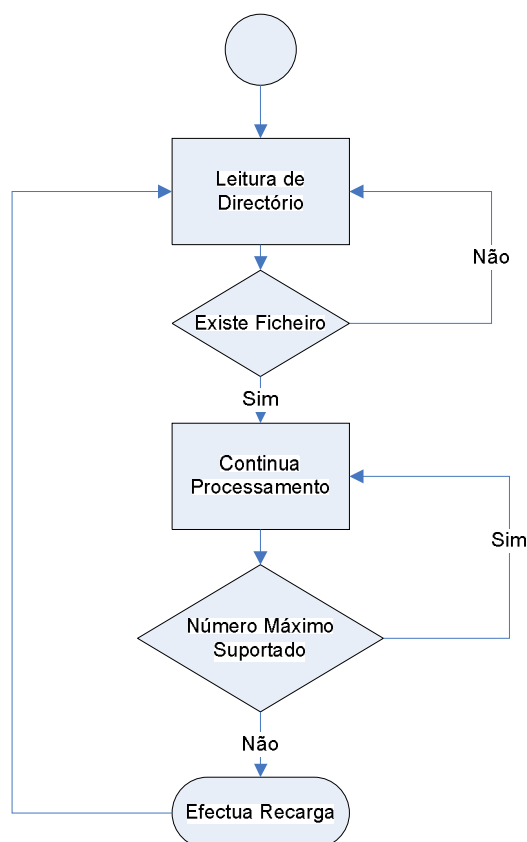 Leitura de
Directório
Não
Existe Ficheiro
Sim
Continua
Processamento
Sim
Número Máximo
Suportado
Não
Efectua Recarga